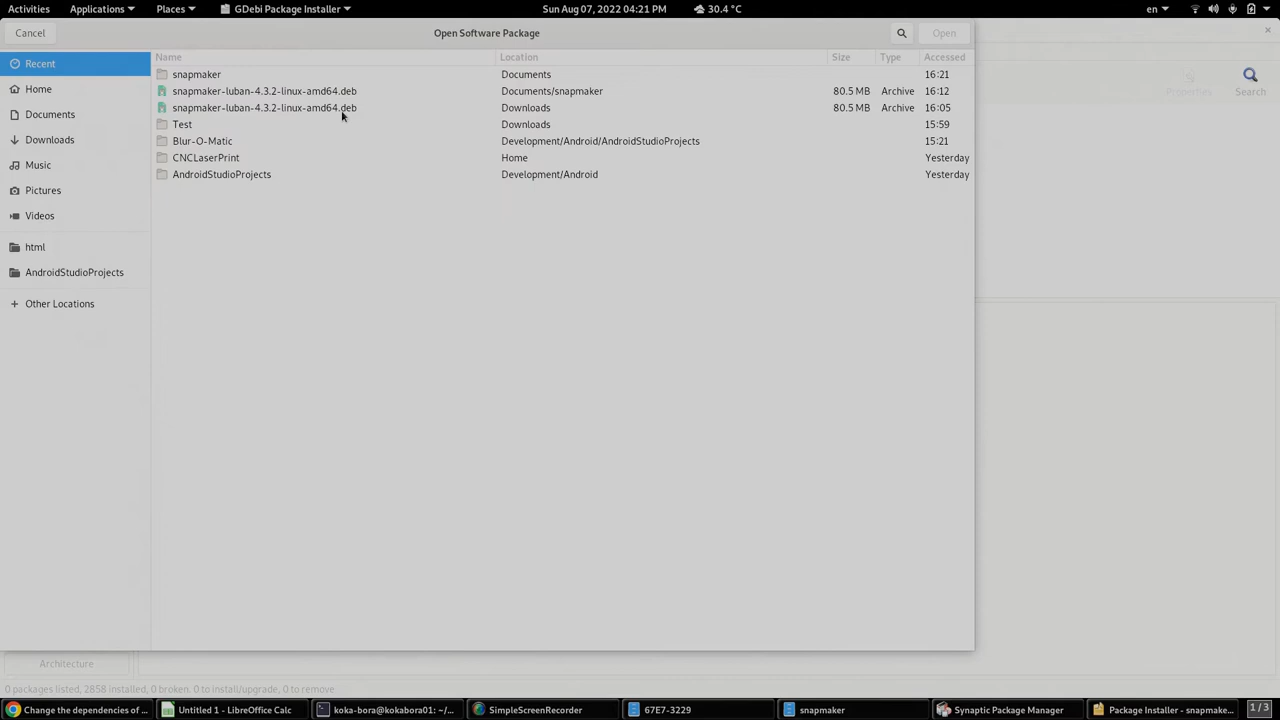 Activities Applications Places GDebi Package Installer Sun Aug 07, 2022 04:21 PM 30.4 °C en
Cancel Open Software Package Open
Recent
Home
Documents
Downloads
Music
Pictures
Videos
html
AndroidStudioProjects
+ Other Locations
Name Location Size Type Accessed
snapmaker Documents 16:21
snapmaker-luban-4.3.2-linux-amd64.deb Documents/snapmaker 80.5 MB Archive 16:12
snapmaker-luban-4.3.2-linux-amd64.deb Downloads 80.5 MB Archive 16:05
Test Downloads 15:59
Blur-O-Matic Development/Android/AndroidStudioProjects 15:21
CNCLaserPrint Home Yesterday
AndroidStudioProjects Development/Android Yesterday
Properties Search
Architecture
0 packages listed, 2858 installed, 0 broken. 0 to install/upgrade, 0 to remove
Change the dependencies of ... Untitled 1 - LibreOffice Calc koka-bora@kokabora01: ~/... SimpleScreenRecorder 67E7-3229 snapmaker Synaptic Package Manager Package Installer - snapmake... 1 / 3